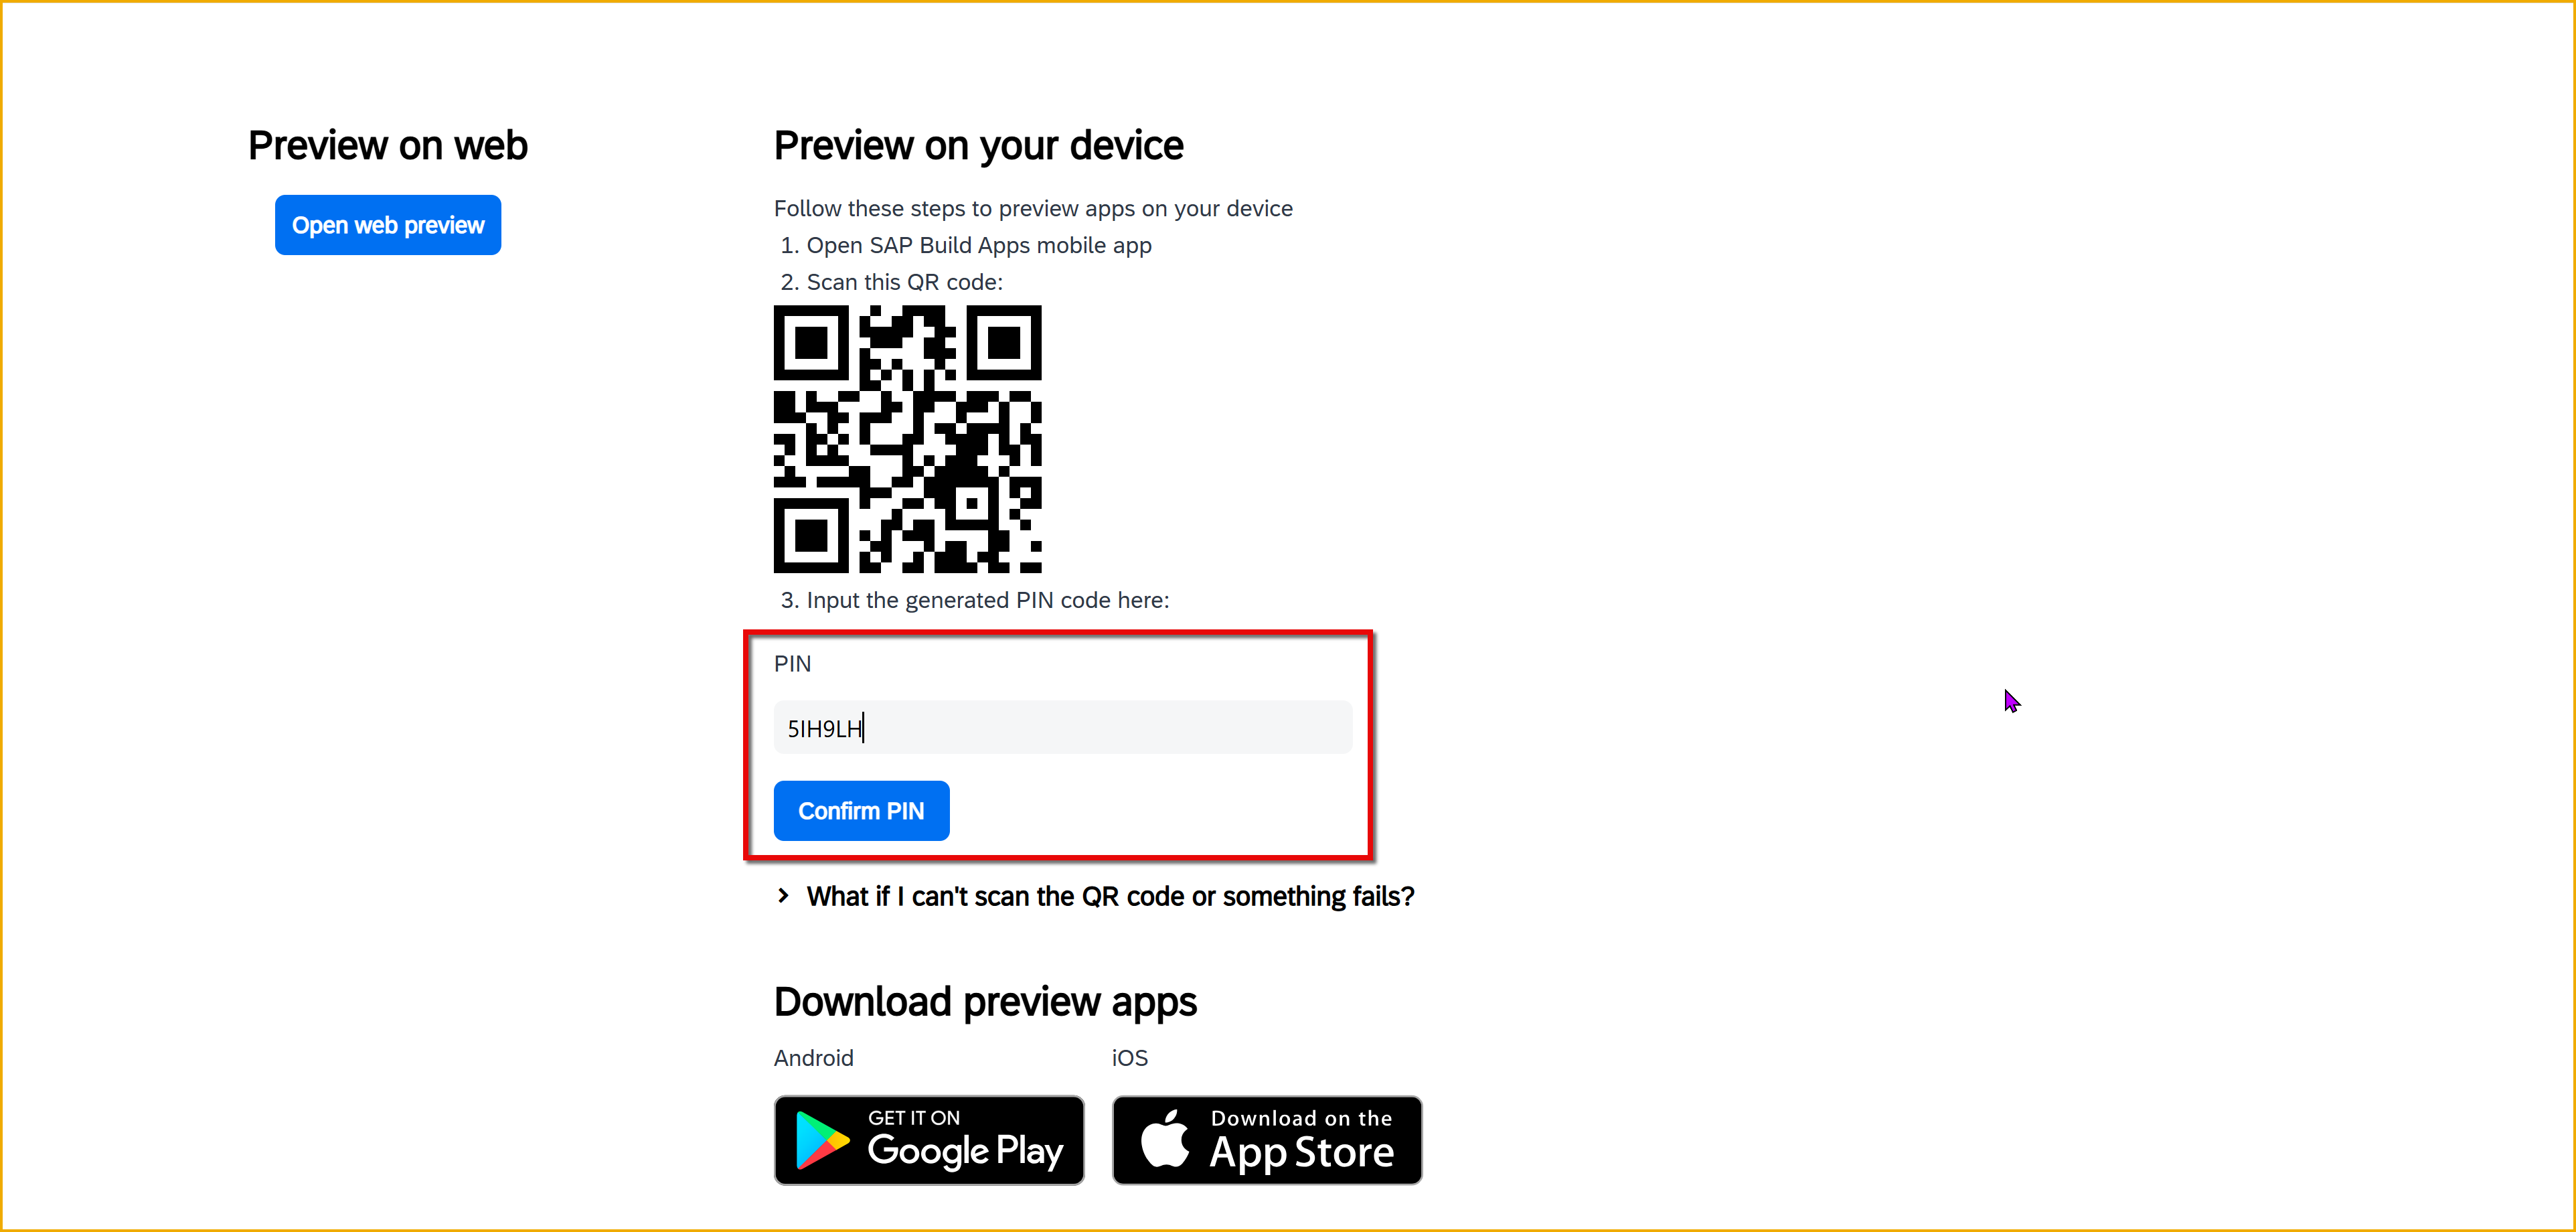 Preview on web
Open web preview
Preview on your device
Follow these steps to preview apps on your device
1. Open SAP Build Apps mobile app
2. Scan this QR code:
3. Input the generated PIN code here:
PIN
5IH9LH
Confirm PIN
What if I can't scan the QR code or something fails?
Download preview apps
Android
iOS
GET IT ON
Google Play
Download on the
App Store